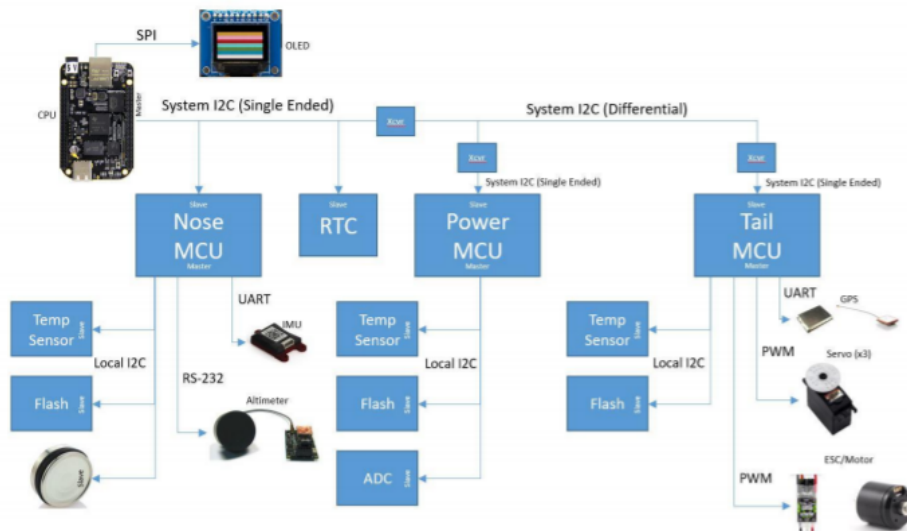 SPI
OLED
5 V
CPU
Master
System I2C (Single Ended)
Xcvr
System I2C (Differential)
Xcvr
Xcvr
System I2C (Single Ended)
System I2C (Single Ended)
Slave
Nose
MCU
Master
Slave
RTC
Slave
Power
MCU
Master
Slave
Tail
MCU
Master
UART
IMU
UART
GPS
Temp
Sensor
Slave
Local I2C
Flash
Slave
Slave
RS-232
Altimeter
Temp
Sensor
Slave
Local I2C
Flash
Slave
ADC
Slave
Temp
Sensor
Slave
Local I2C
Flash
Slave
PWM
Servo (x3)
PWM
ESC/Motor